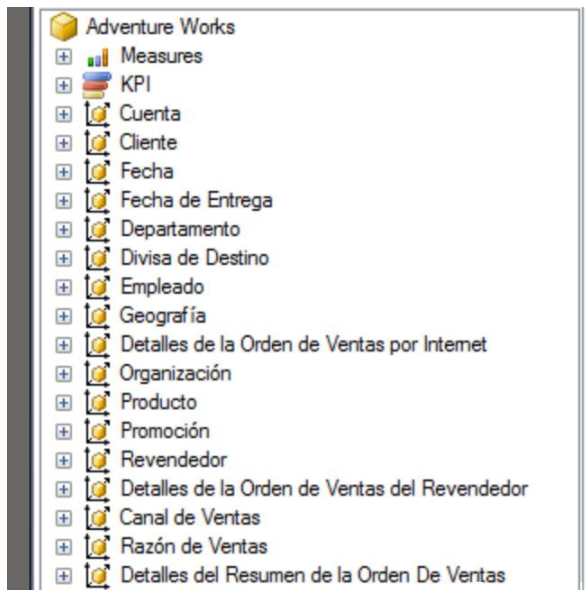 Adventure Works
Measures
KPI
Cuenta
Cliente
Fecha
Fecha de Entrega
Departamento
Divisa de Destino
Empleado
Geografía
Detalles de la Orden de Ventas por Internet
Organización
Producto
Promoción
Revendedor
Detalles de la Orden de Ventas del Revendedor
Canal de Ventas
Razón de Ventas
Detalles del Resumen de la Orden De Ventas